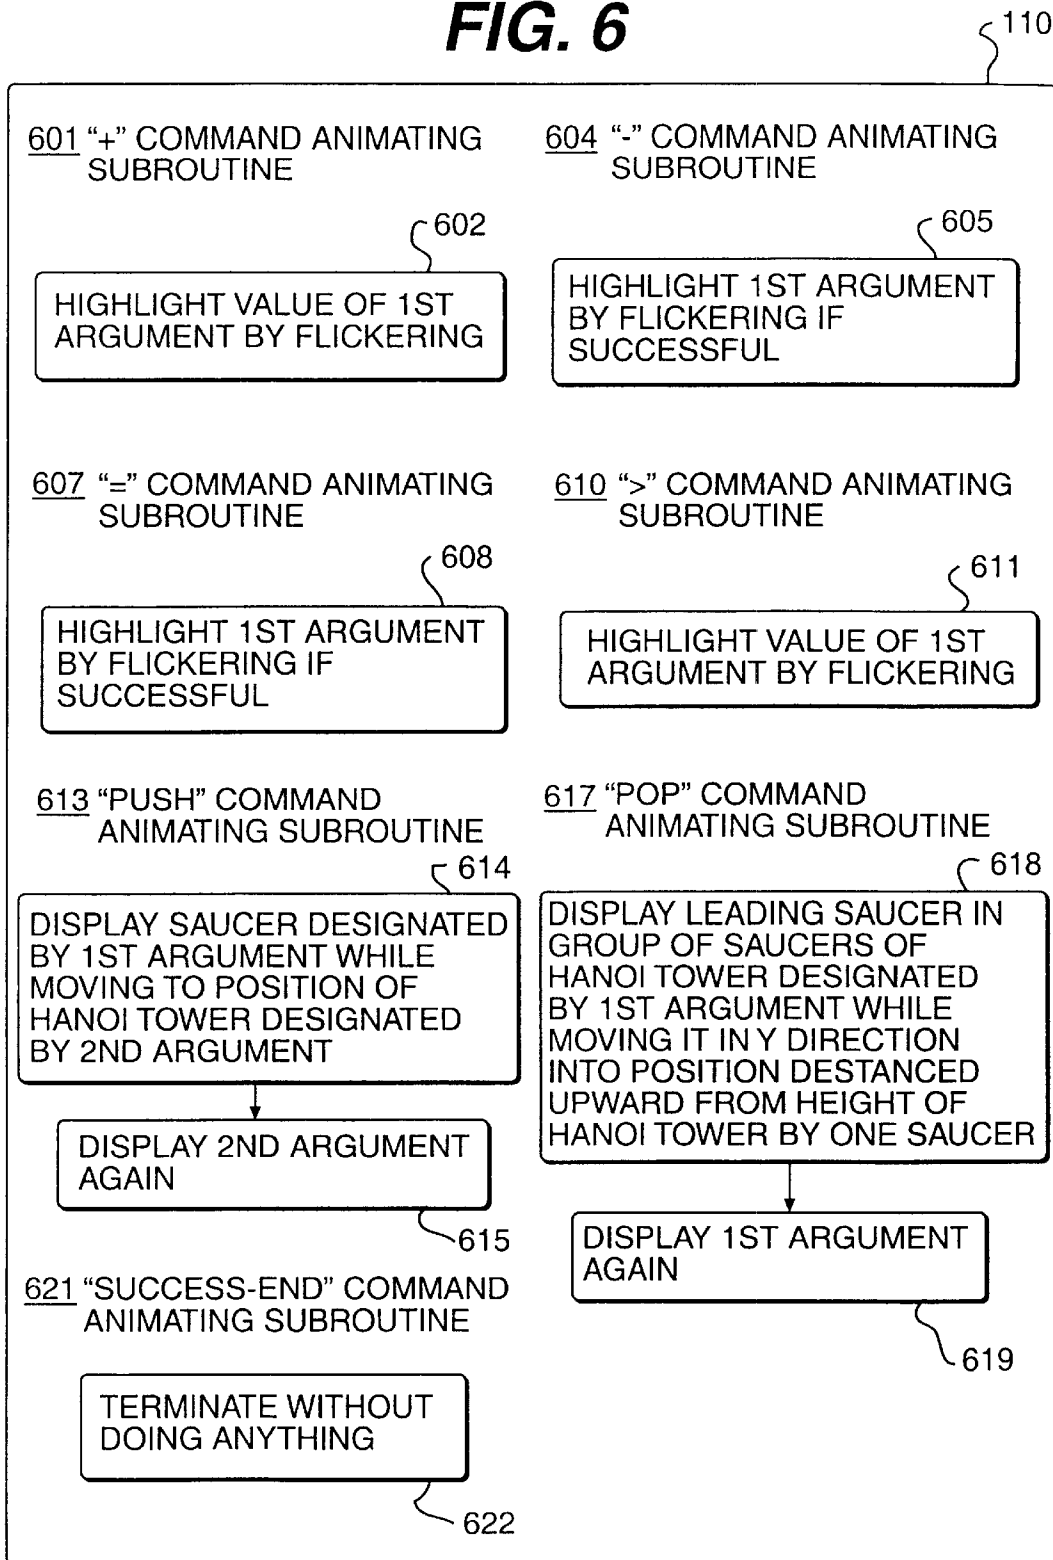 FIG. 6
110
601 “+” COMMAND ANIMATING
SUBROUTINE
602
HIGHLIGHT VALUE OF 1ST
ARGUMENT BY FLICKERING
604 “-” COMMAND ANIMATING
SUBROUTINE
605
HIGHLIGHT 1ST ARGUMENT
BY FLICKERING IF
SUCCESSFUL
607 “=” COMMAND ANIMATING
SUBROUTINE
608
HIGHLIGHT 1ST ARGUMENT
BY FLICKERING IF
SUCCESSFUL
610 “>” COMMAND ANIMATING
SUBROUTINE
611
HIGHLIGHT VALUE OF 1ST
ARGUMENT BY FLICKERING
613 “PUSH” COMMAND
ANIMATING SUBROUTINE
614
DISPLAY SAUCER DESIGNATED
BY 1ST ARGUMENT WHILE
MOVING TO POSITION OF
HANOI TOWER DESIGNATED
BY 2ND ARGUMENT
DISPLAY 2ND ARGUMENT
AGAIN
615
617 “POP” COMMAND
ANIMATING SUBROUTINE
618
DISPLAY LEADING SAUCER IN
GROUP OF SAUCERS OF
HANOI TOWER DESIGNATED
BY 1ST ARGUMENT WHILE
MOVING IT IN Y DIRECTION
INTO POSITION DESTANCED
UPWARD FROM HEIGHT OF
HANOI TOWER BY ONE SAUCER
DISPLAY 1ST ARGUMENT
AGAIN
619
621 “SUCCESS-END” COMMAND
ANIMATING SUBROUTINE
TERMINATE WITHOUT
DOING ANYTHING
622